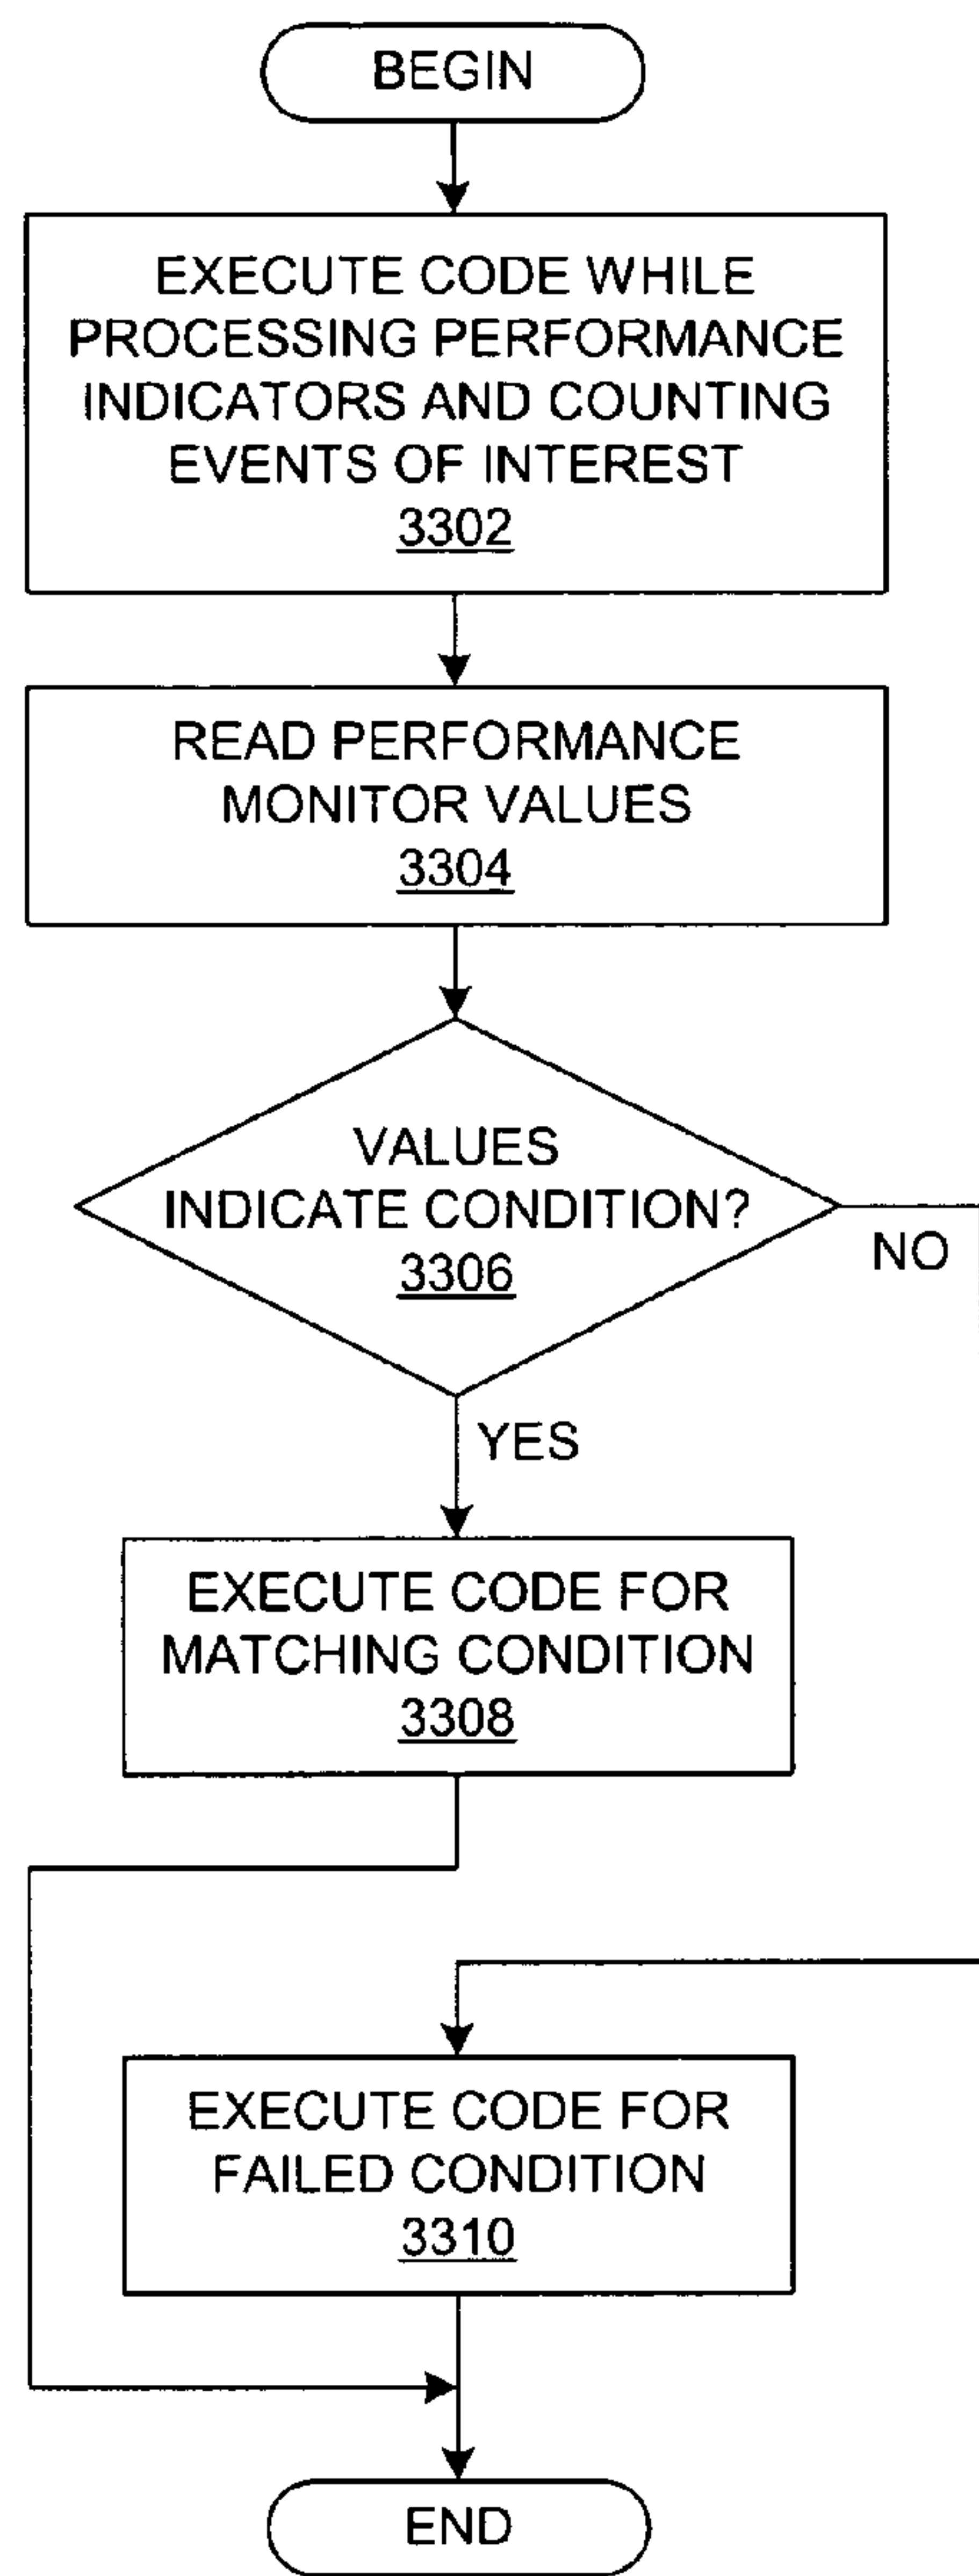 BEGIN
EXECUTE CODE WHILE
PROCESSING PERFORMANCE
INDICATORS AND COUNTING
EVENTS OF INTEREST
3302
READ PERFORMANCE
MONITOR VALUES
3304
VALUES
INDICATE CONDITION?
3306
NO
YES
EXECUTE CODE FOR
MATCHING CONDITION
3308
EXECUTE CODE FOR
FAILED CONDITION
3310
END